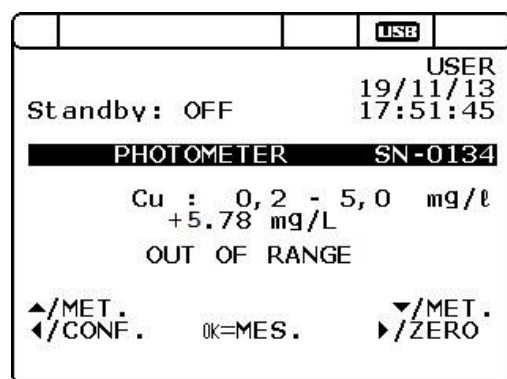 USB
USER
19/11/13
Standby: OFF 17:51:45
PHOTOMETER SN-0134
Cu : 0,2 - 5,0 mg/ℓ
+5.78 mg/L
OUT OF RANGE
▲/MET. ▼/MET.
◀/CONF. OK=MES. ▶/ZERO